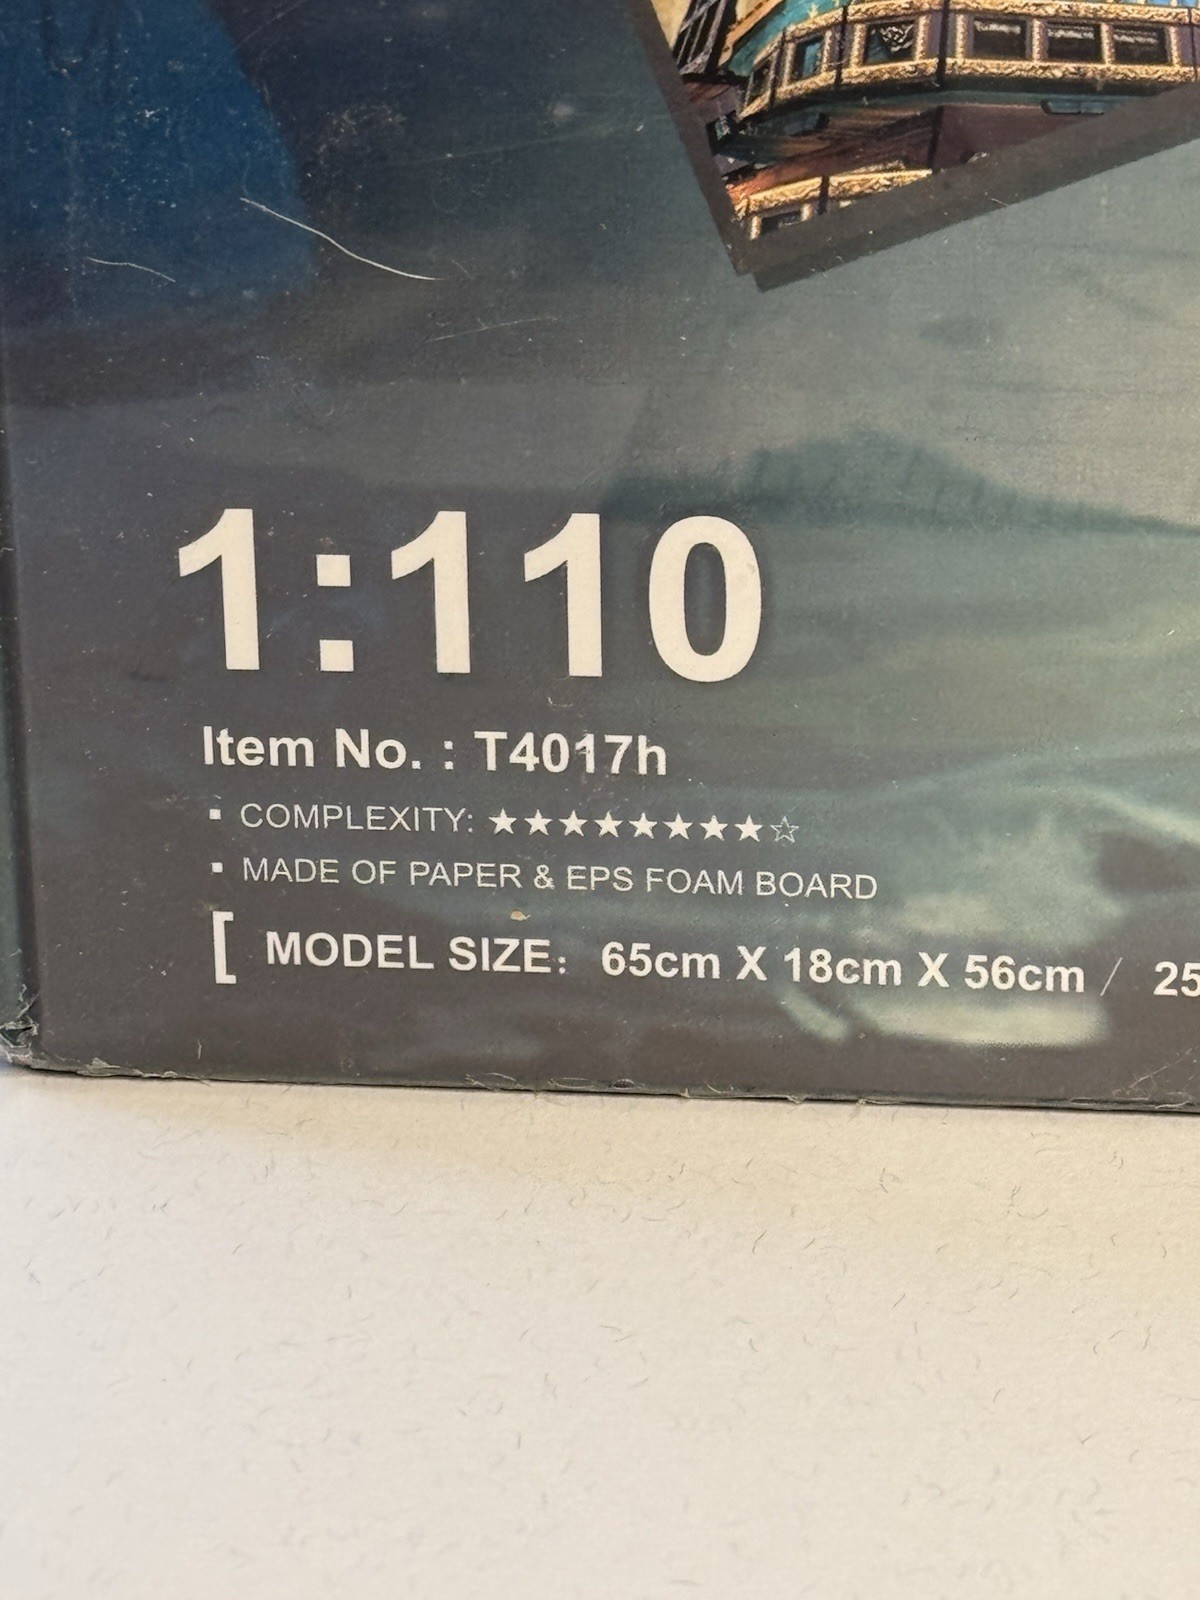 1:110
Item No. : T4017h
▪ COMPLEXITY: ★★★★★★★★☆
▪ MADE OF PAPER & EPS FOAM BOARD
[ MODEL SIZE: 65cm X 18cm X 56cm / 25